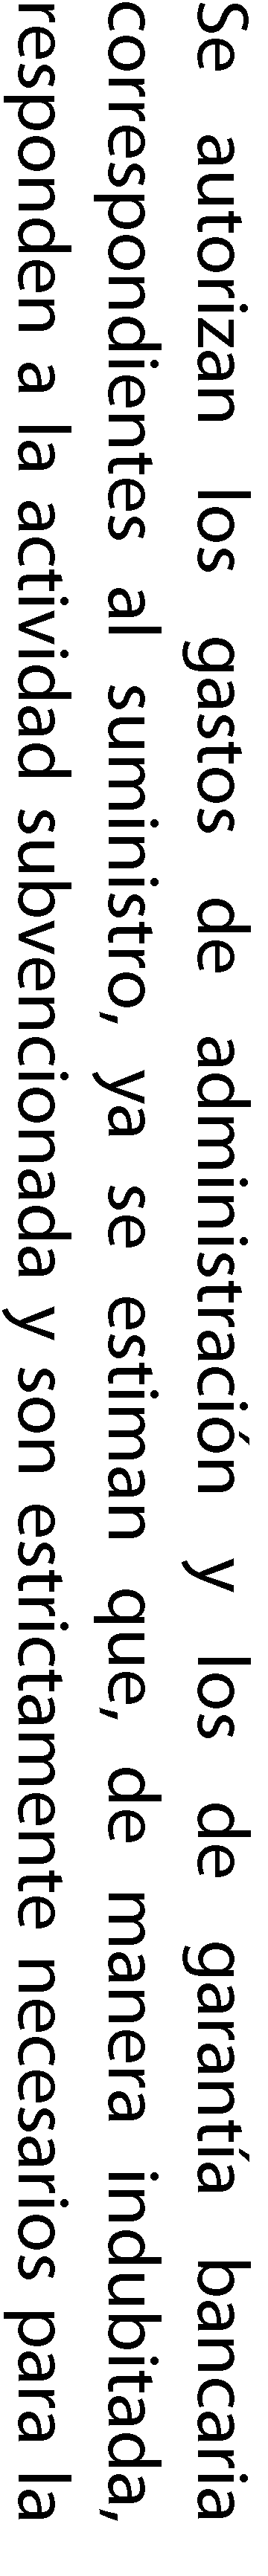 Se autorizan los gastos de administración y los de garantía bancaria
correspondientes al suministro, ya se estiman que, de manera indubitada,
responden a la actividad subvencionada y son estrictamente necesarios para la